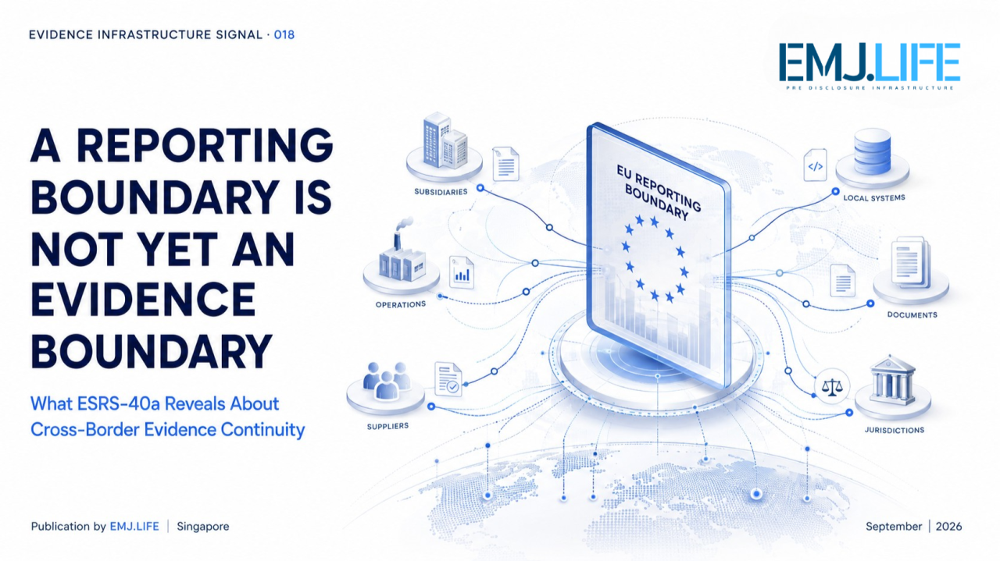 EVIDENCE INFRASTRUCTURE SIGNAL · 018
EMJ.LIFE
PRE DISCLOSURE INFRASTRUCTURE
A REPORTING
BOUNDARY IS
NOT YET AN
EVIDENCE
BOUNDARY
What ESRS-40a Reveals About
Cross-Border Evidence Continuity
SUBSIDIARIES
OPERATIONS
SUPPLIERS
EU REPORTING
BOUNDARY
</>
LOCAL SYSTEMS
DOCUMENTS
JURISDICTIONS
Publication by EMJ.LIFE | Singapore
September | 2026